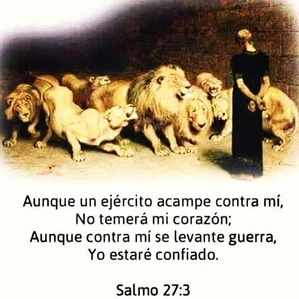 Aunque un ejército acampe contra mí,
No temerá mi corazón;
Aunque contra mí se levante guerra,
Yo estaré confiado.
Salmo 27:3